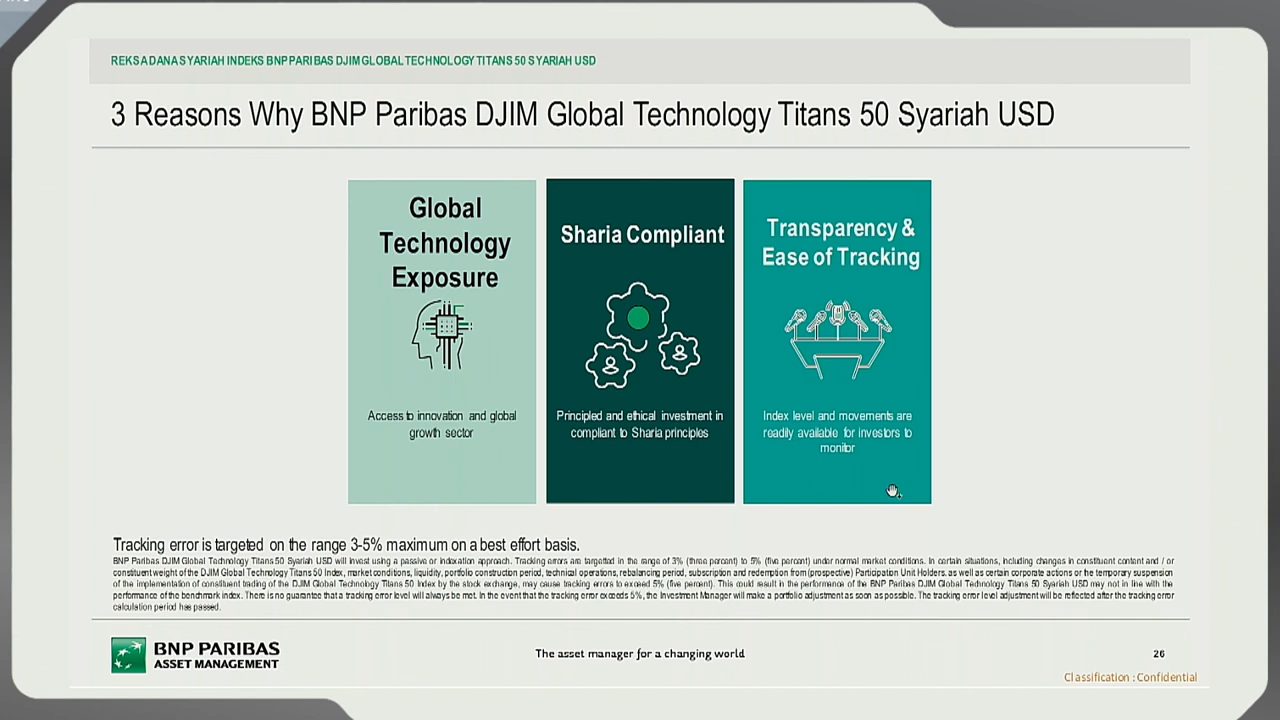 REKSA DANA SYARIAH INDEKS BNP PARIBAS DJIM GLOBAL TECHNOLOGY TITANS 50 SYARIAH USD
3 Reasons Why BNP Paribas DJIM Global Technology Titans 50 Syariah USD
Global
Technology
Exposure
Access to innovation and global
growth sector
Sharia Compliant
Principled and ethical investment in
compliant to Sharia principles
Transparency &
Ease of Tracking
Index level and movements are
readily available for investors to
monitor
Tracking error is targeted on the range 3-5% maximum on a best effort basis.
BNP Paribas DJIM Global Technology Titans 50 Syariah USD will invest using a passive or indexation approach. Tracking errors are targetted in the range of 3% (three percent) to 5% (five percent) under normal market conditions. In certain situations, including changes in constituent content and / or
constituent weight of the DJIM Global Technology Titans 50 Index, market conditions, liquidity, portfolio construction period, technical operations, rebalancing period, subscription and redemption from (prospective) Participation Unit Holders, as well as certain corporate actions or the temporary suspension
of the implementation of constituent trading of the DJIM Global Technology Titans 50 Index by the stock exchange, may cause tracking errors to exceed 5% (five percent). This could result in the performance of the BNP Paribas DJIM Global Technology Titans 50 Syariah USD may not in line with the
performance of the benchmark index. There is no guarantee that a tracking error level will always be met. In the event that the tracking error exceeds 5%, the Investment Manager will make a portfolio adjustment as soon as possible. The tracking error level adjustment will be reflected after the tracking error
calculation period has passed.
BNP PARIBAS
ASSET MANAGEMENT
The asset manager for a changing world
26
Classification : Confidential